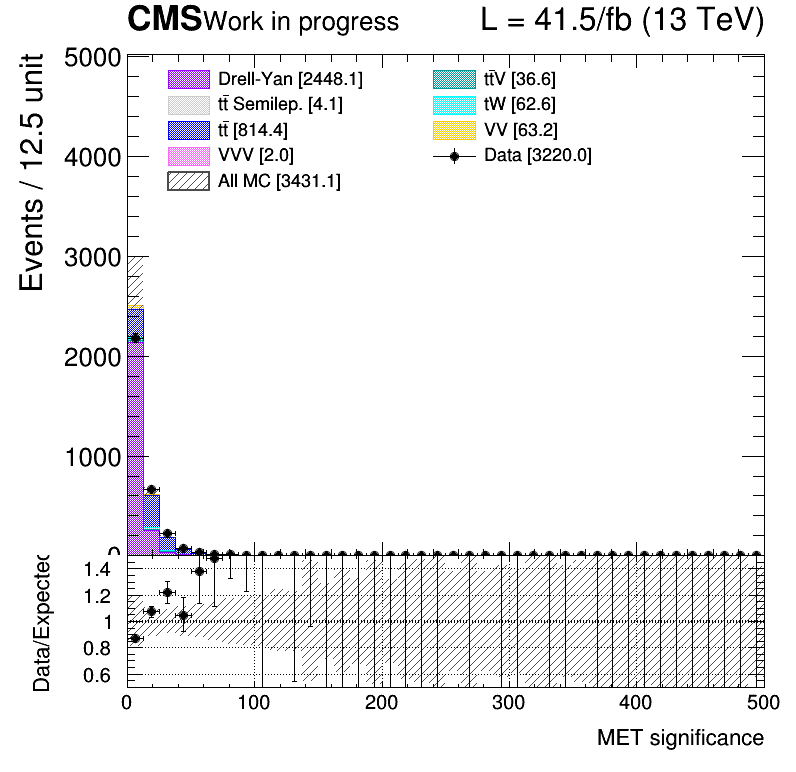 CMS Work in progress L = 41.5/fb (13 TeV)
Events / 12.5 unit
5000
4000
3000
2000
1000
0
Drell-Yan [2448.1]
tt̄ Semilep. [4.1]
tt̄ [814.4]
VVV [2.0]
All MC [3431.1]
tt̄V [36.6]
tW [62.6]
VV [63.2]
Data [3220.0]
Data/Expected
1.4
1.2
1
0.8
0.6
0 100 200 300 400 500
MET significance